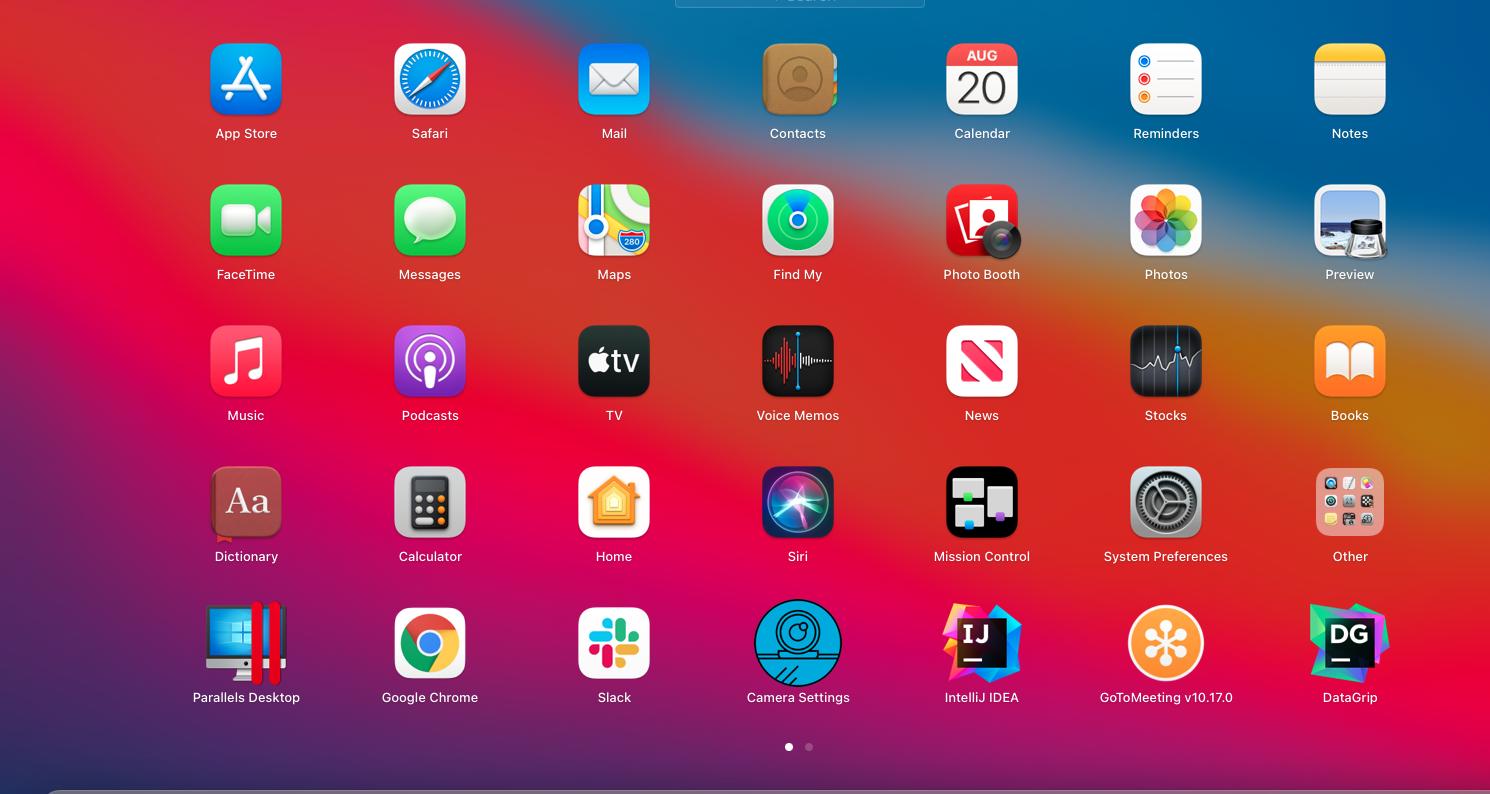 App Store Safari Mail Contacts AUG 20 Calendar Reminders Notes
280
FaceTime Messages Maps Find My Photo Booth Photos Preview
tv
Music Podcasts TV Voice Memos News Stocks Books
Aa
Dictionary Calculator Home Siri Mission Control System Preferences Other
IJ DG
Parallels Desktop Google Chrome Slack Camera Settings IntelliJ IDEA GoToMeeting v10.17.0 DataGrip